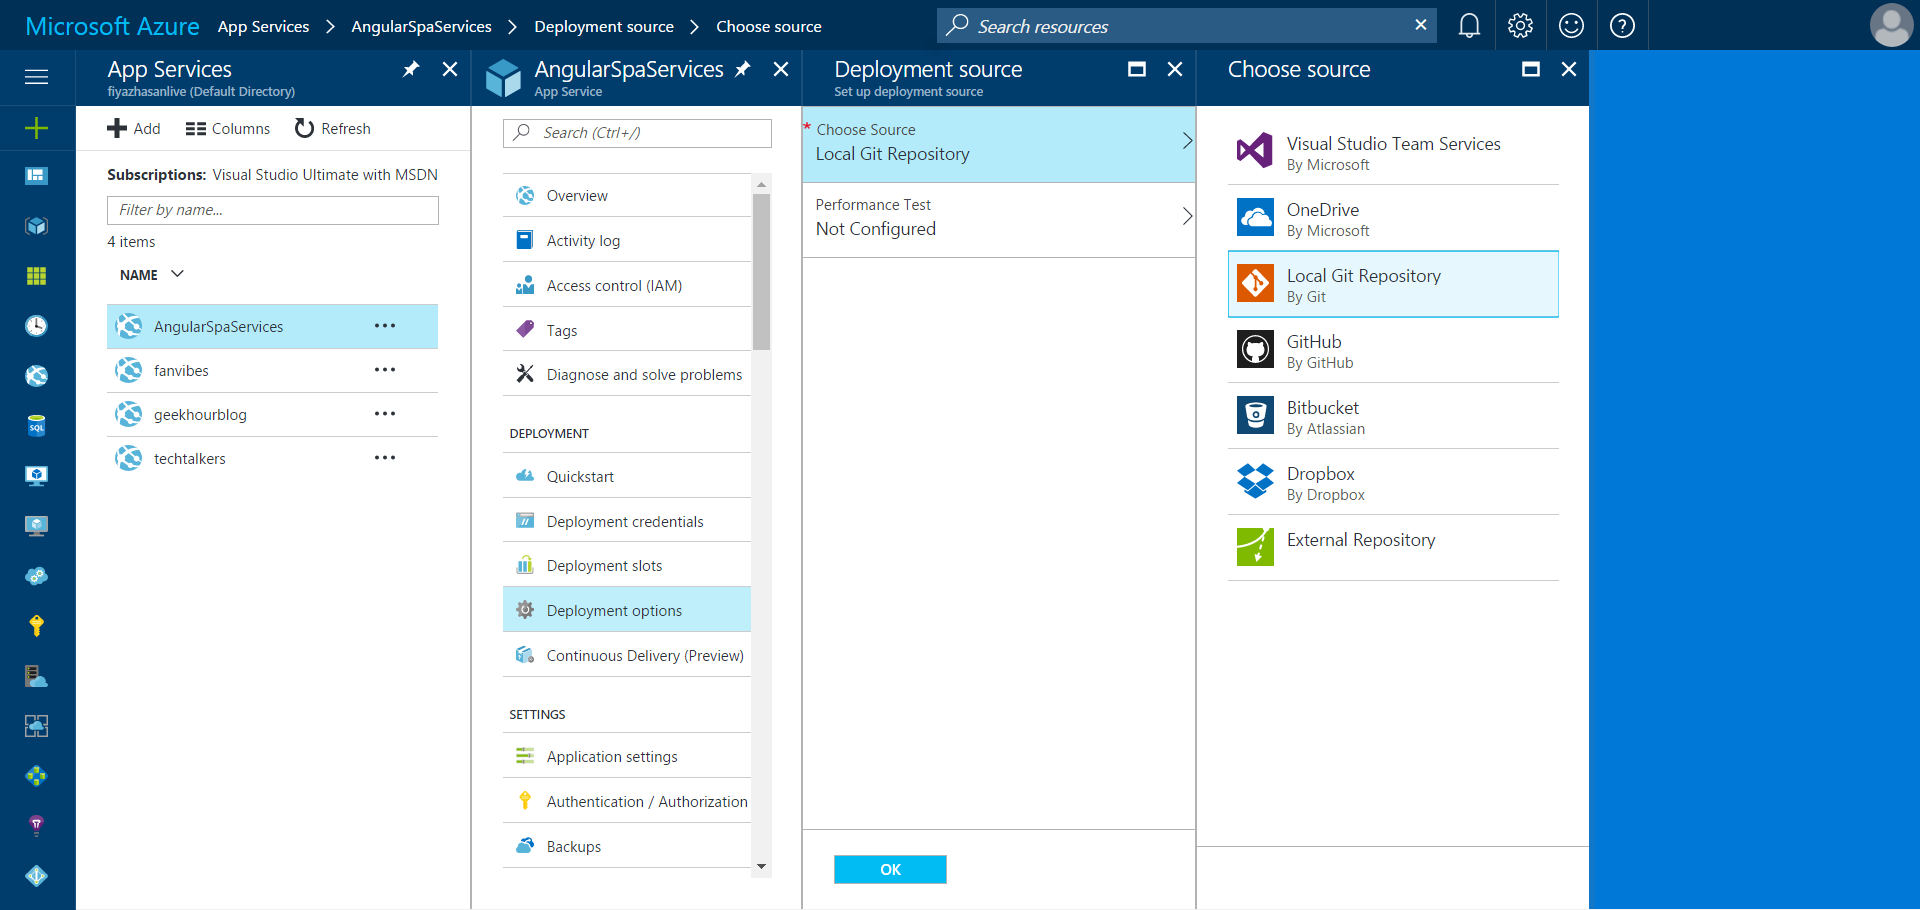 Microsoft Azure App Services AngularSpaServices Deployment source Choose source
Search resources
App Services
fiyazhasanlive (Default Directory)
Add Columns Refresh
Subscriptions: Visual Studio Ultimate with MSDN
Filter by name...
4 items
NAME
AngularSpaServices
fanvibes
geekhourblog
techtalkers
SQL
AngularSpaServices
App Service
Search (Ctrl+/)
Overview
Activity log
Access control (IAM)
Tags
Diagnose and solve problems
DEPLOYMENT
Quickstart
Deployment credentials
Deployment slots
Deployment options
Continuous Delivery (Preview)
SETTINGS
Application settings
Authentication / Authorization
Backups
Deployment source
Set up deployment source
* Choose Source
Local Git Repository
Performance Test
Not Configured
OK
Choose source
Visual Studio Team Services
By Microsoft
OneDrive
By Microsoft
Local Git Repository
By Git
GitHub
By GitHub
Bitbucket
By Atlassian
Dropbox
By Dropbox
External Repository